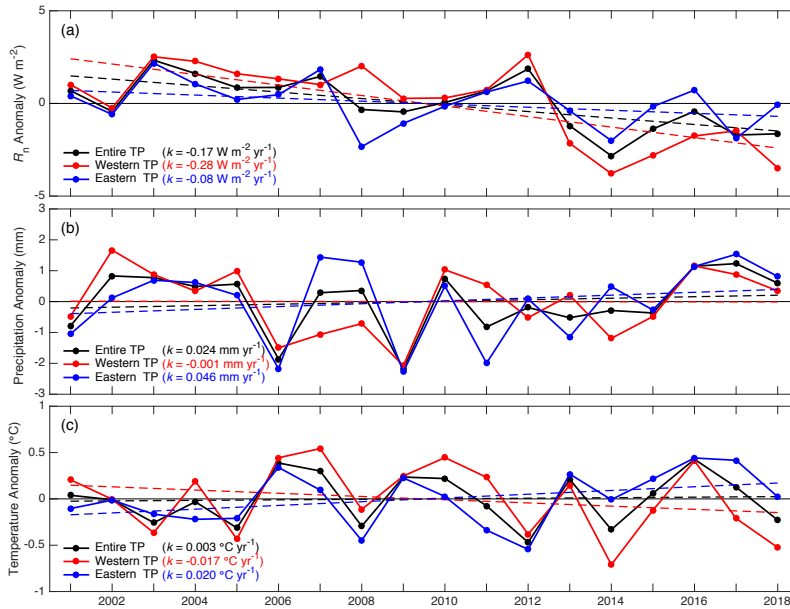 (a)
5
0
-5
Rn Anomaly (W m-2)
Entire TP (k = -0.17 W m-2 yr-1)
Western TP (k = -0.28 W m-2 yr-1)
Eastern TP (k = -0.08 W m-2 yr-1)
(b)
3
2
1
0
-1
-2
-3
Precipitation Anomaly (mm)
Entire TP (k = 0.024 mm yr-1)
Western TP (k = -0.001 mm yr-1)
Eastern TP (k = 0.046 mm yr-1)
(c)
1
0.5
0
-0.5
-1
Temperature Anomaly (°C)
Entire TP (k = 0.003 °C yr-1)
Western TP (k = -0.017 °C yr-1)
Eastern TP (k = 0.020 °C yr-1)
2002 2004 2006 2008 2010 2012 2014 2016 2018